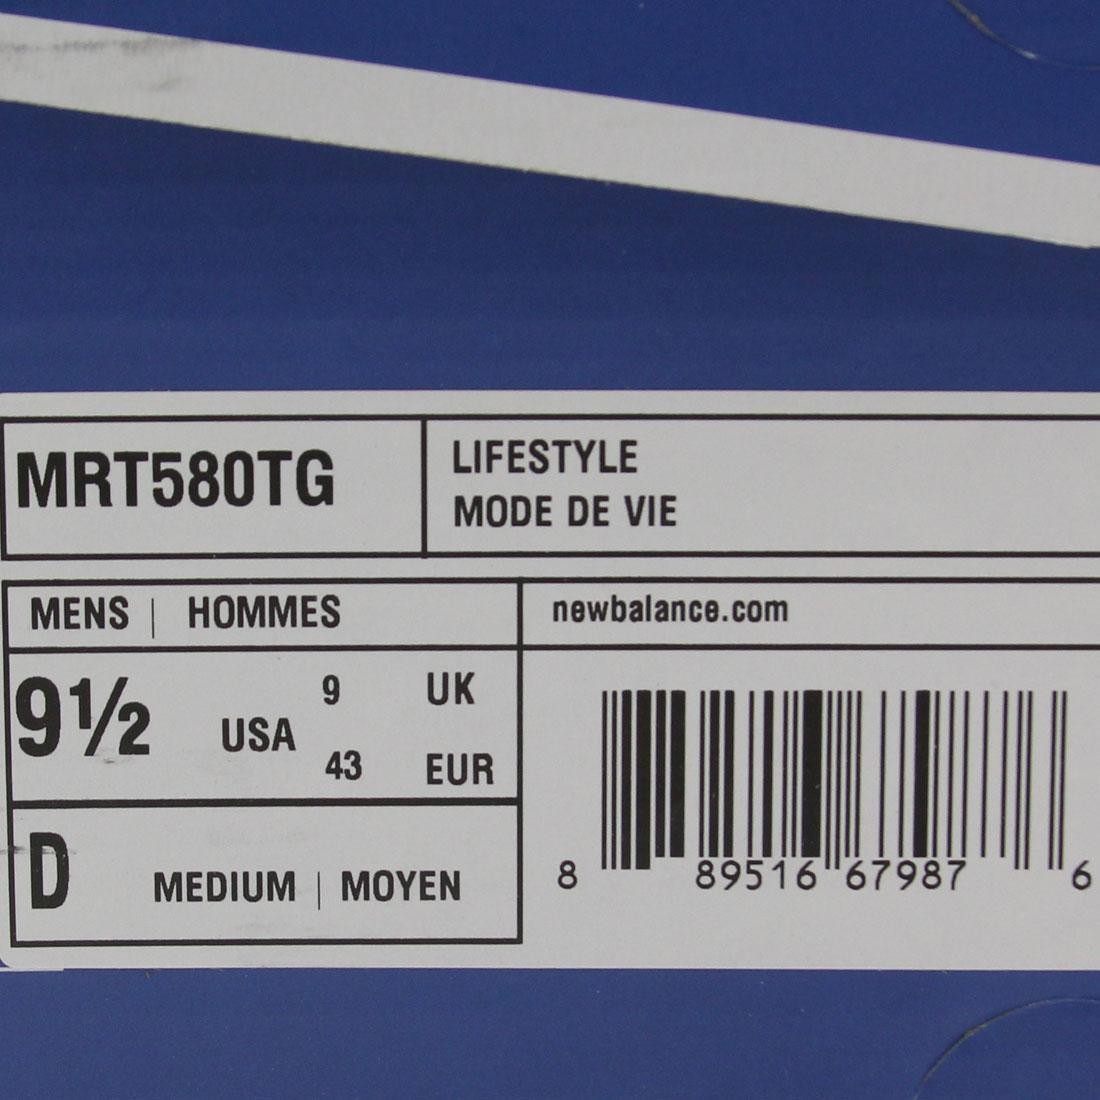 MRT580TG
LIFESTYLE
MODE DE VIE
MENS | HOMMES
newbalance.com
9½ USA
9 UK
43 EUR
D MEDIUM | MOYEN
8 89516 67987 6